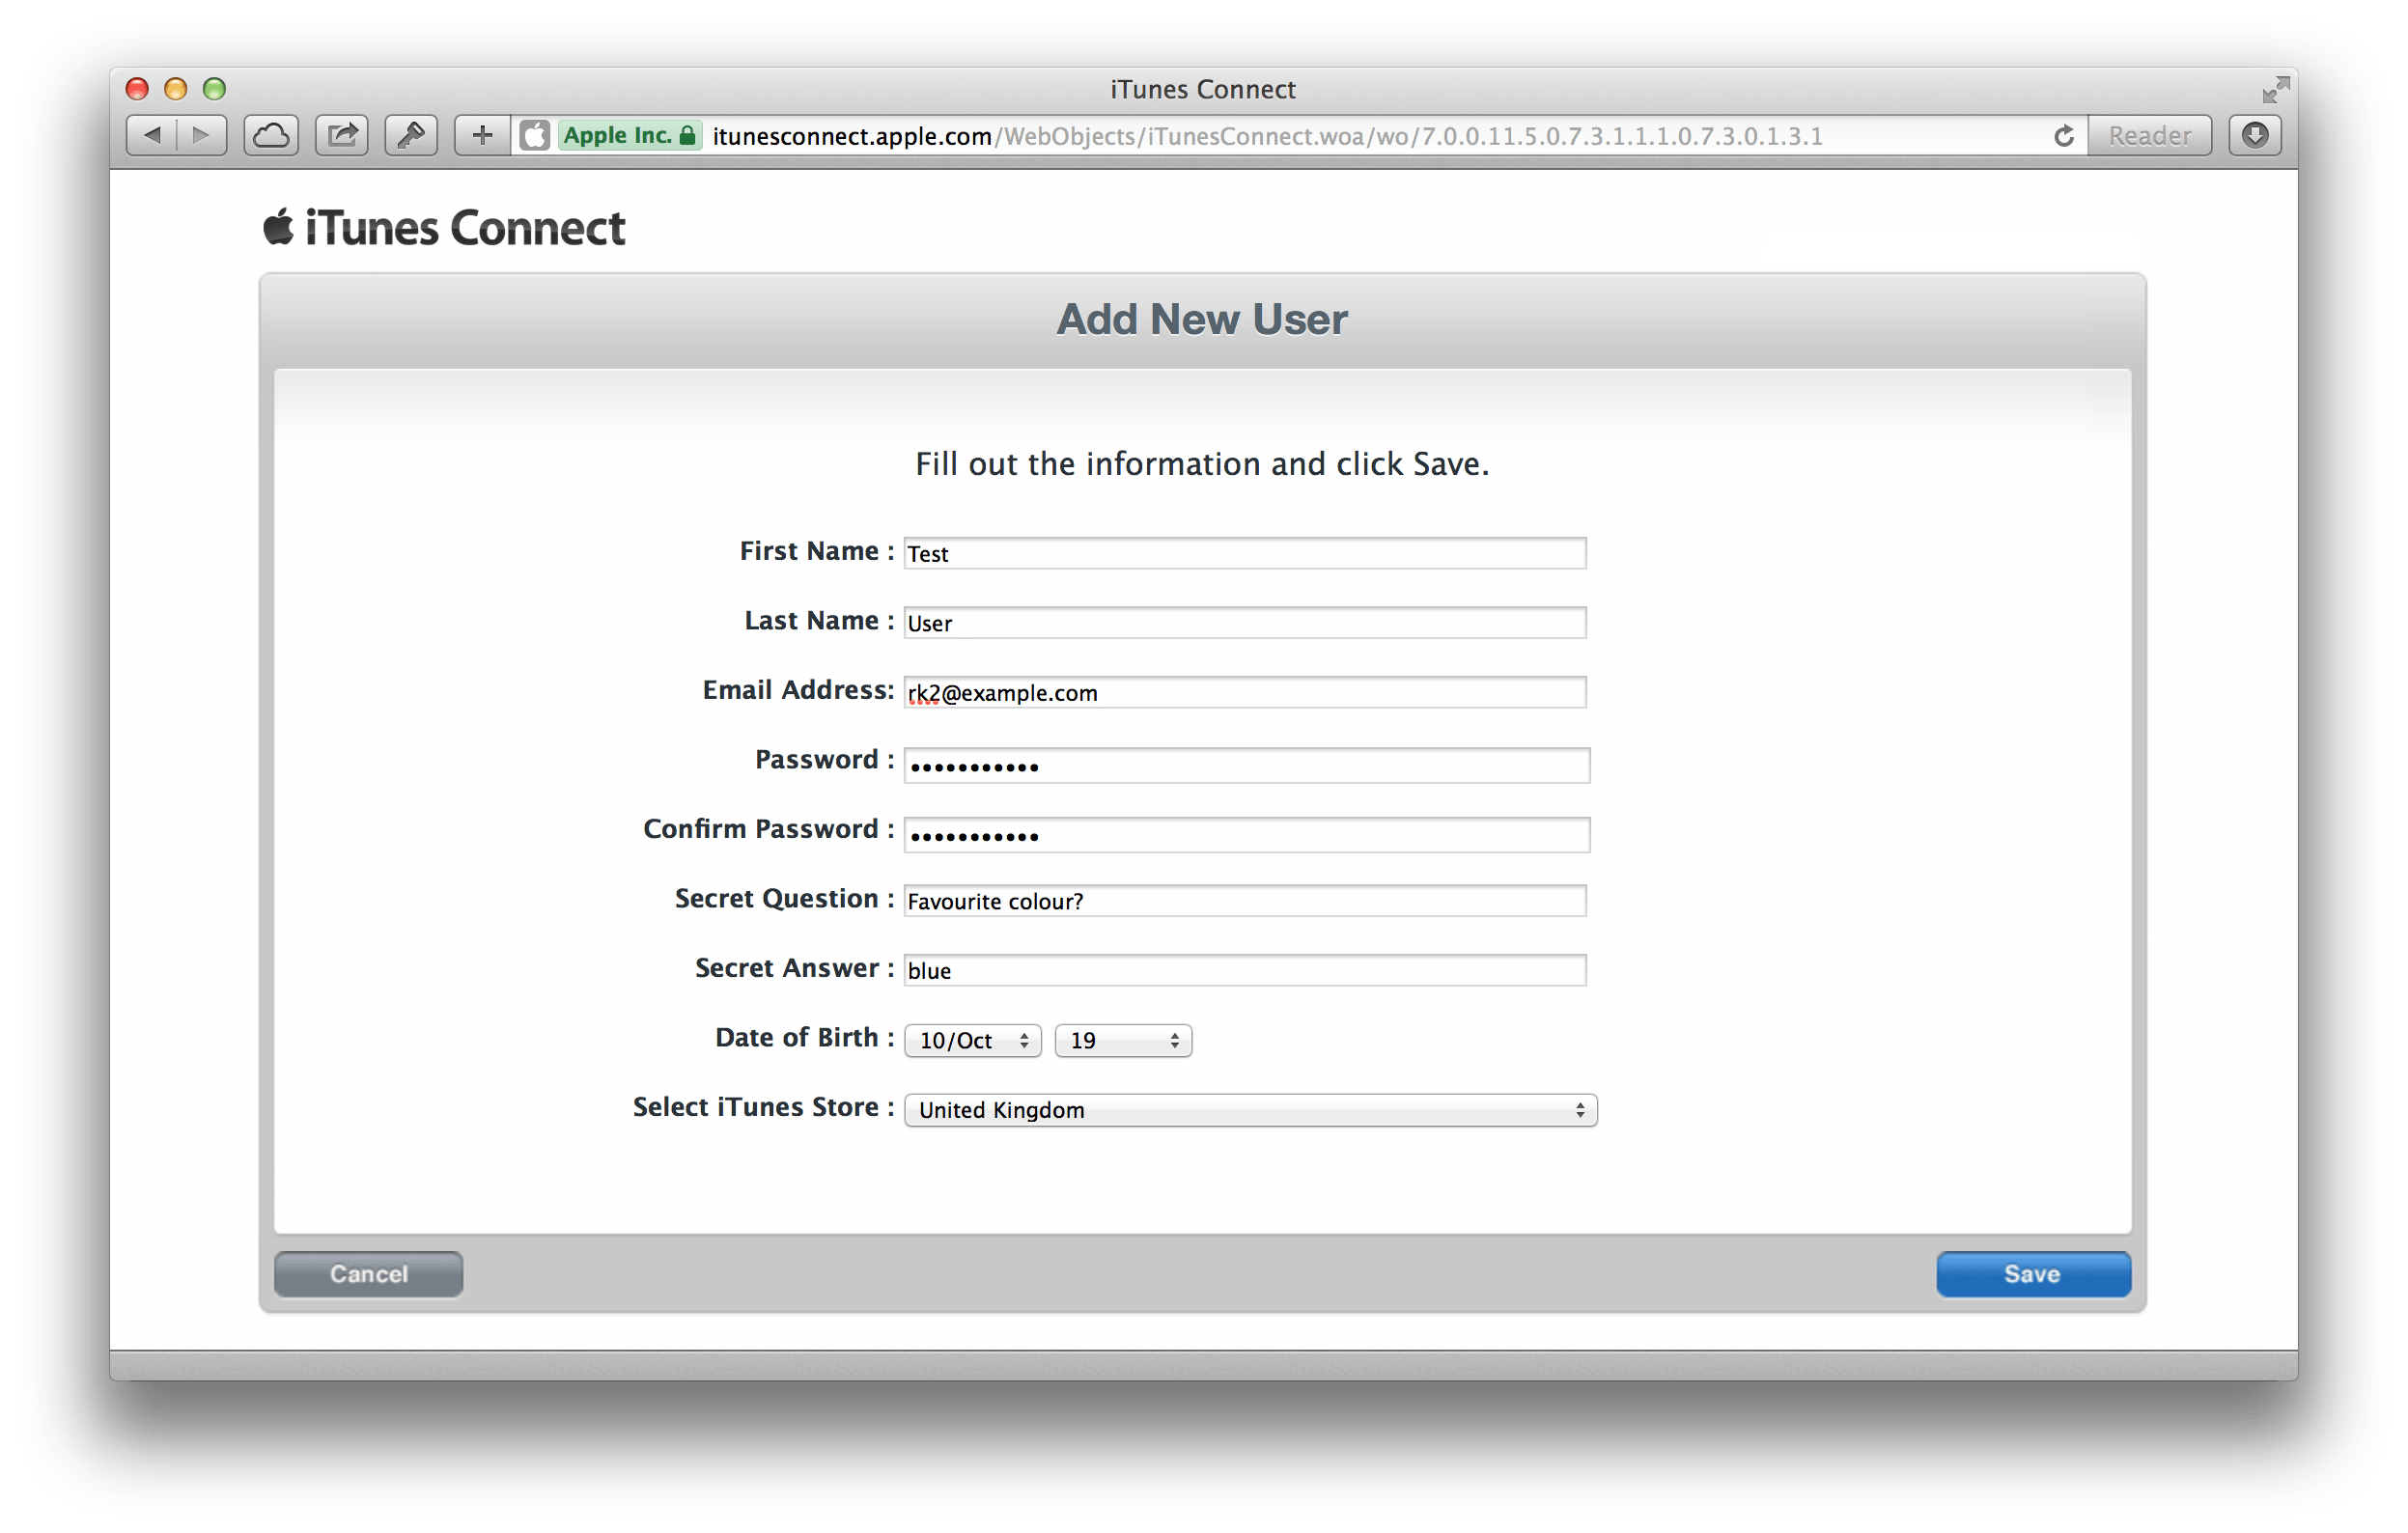 iTunes Connect
Apple Inc. itunesconnect.apple.com/WebObjects/iTunesConnect.woa/wo/7.0.0.11.5.0.7.3.1.1.1.0.7.3.0.1.3.1 Reader
iTunes Connect
Add New User
Fill out the information and click Save.
First Name : Test
Last Name : User
Email Address: rk2@example.com
Password : •••••••••••
Confirm Password : •••••••••••
Secret Question : Favourite colour?
Secret Answer : blue
Date of Birth : 10/Oct 19
Select iTunes Store : United Kingdom
Cancel Save